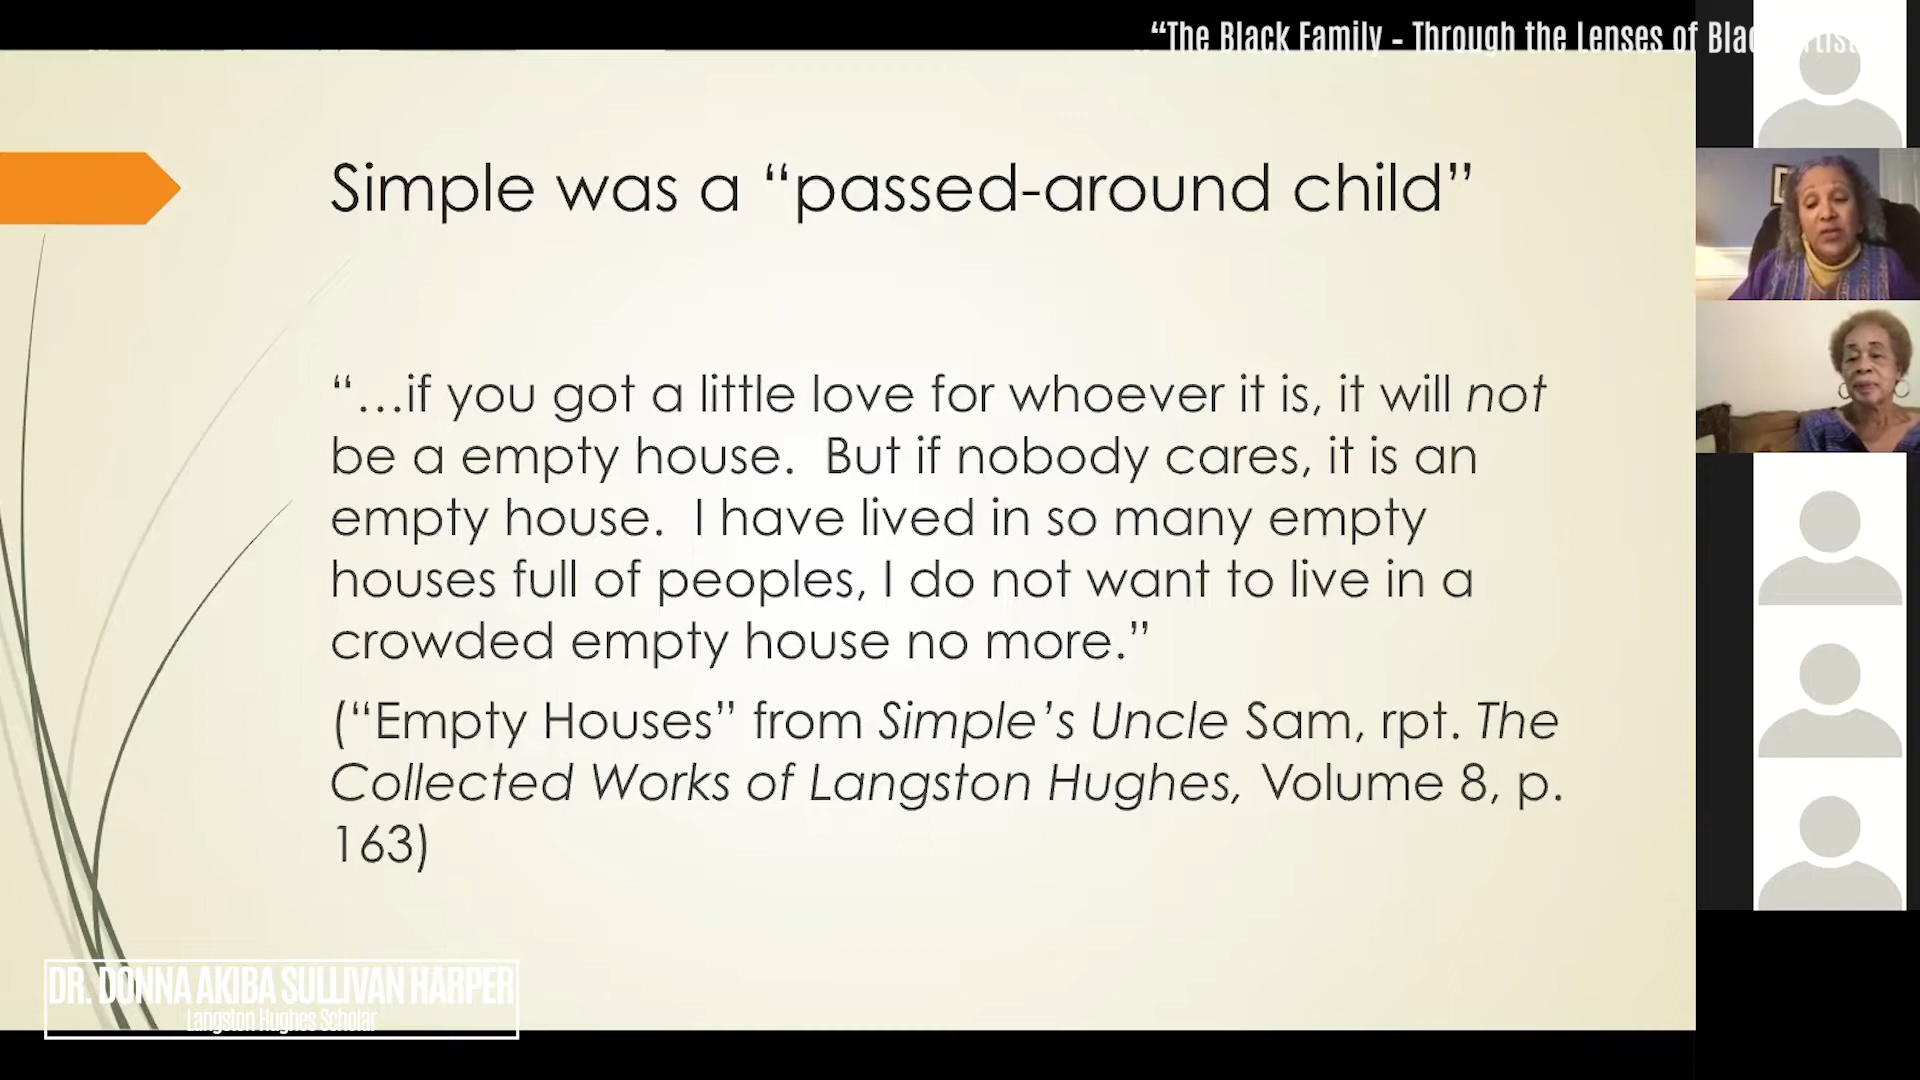 “The Black Family - Through the Lenses of Black Artist
Simple was a “passed-around child”
“…if you got a little love for whoever it is, it will not
be a empty house.  But if nobody cares, it is an
empty house.  I have lived in so many empty
houses full of peoples, I do not want to live in a
crowded empty house no more.”
(“Empty Houses” from Simple’s Uncle Sam, rpt. The
Collected Works of Langston Hughes, Volume 8, p.
163)
DR. DONNA AKIBA SULLIVAN HARPER
Langston Hughes Scholar